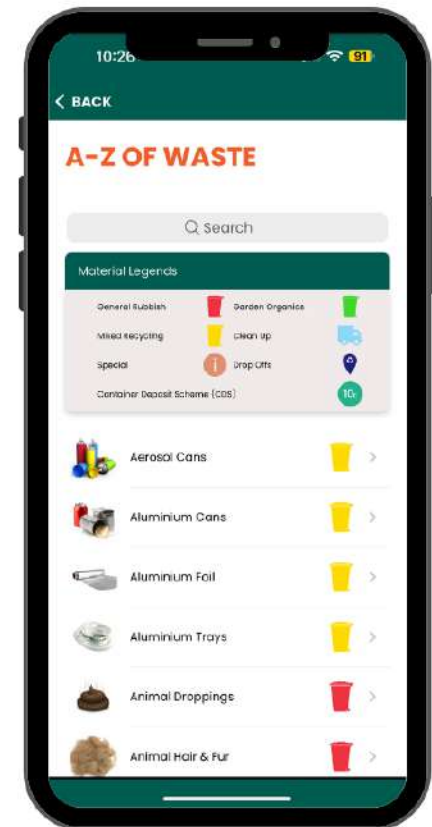 10:26
91
BACK
A-Z OF WASTE
Search
Material Legends
General Rubbish Garden Organics
Mixed Recycling Clean Up
Special i Drop Offs
Container Deposit Scheme (CDS) 10c
Aerosol Cans
Aluminium Cans
Aluminium Foil
Aluminium Trays
Animal Droppings
Animal Hair & Fur